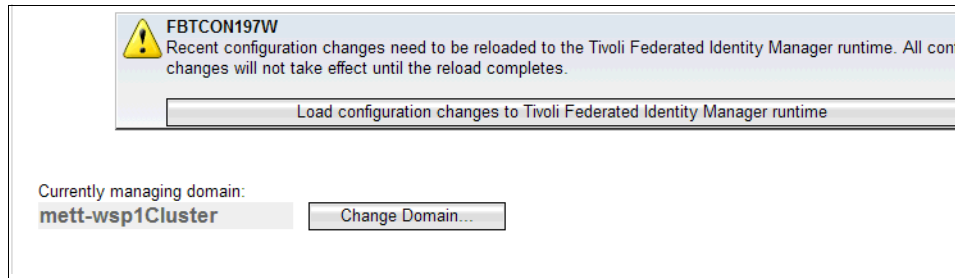 FBTCON197W
Recent configuration changes need to be reloaded to the Tivoli Federated Identity Manager runtime. All
changes will not take effect until the reload completes.
Load configuration changes to Tivoli Federated Identity Manager runtime
Currently managing domain:
mett-wsp1Cluster
Change Domain...